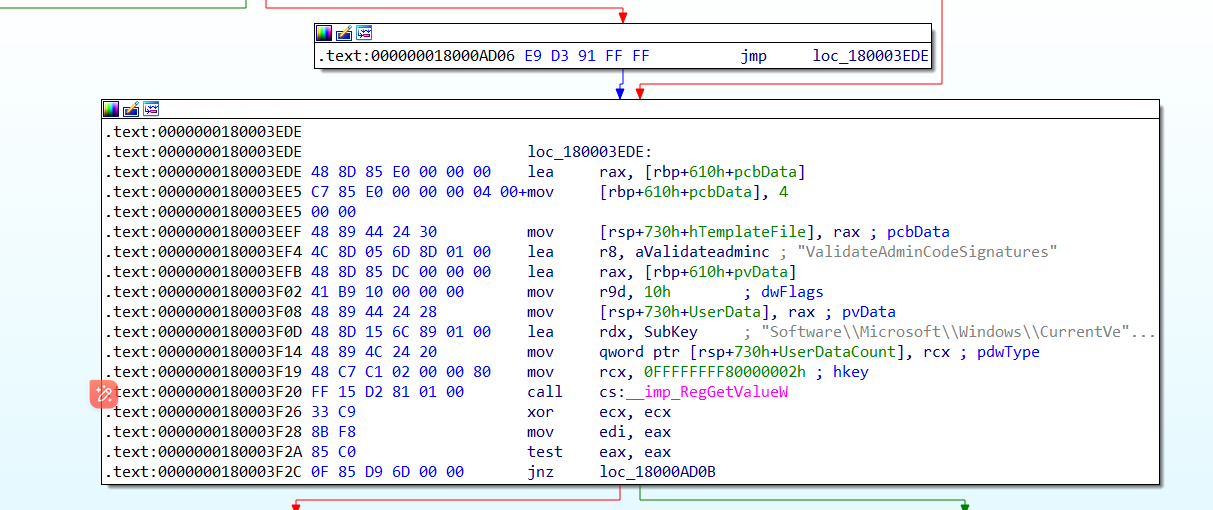 .text:000000018000AD06 E9 D3 91 FF FF jmp loc_180003EDE
.text:0000000180003EDE
.text:0000000180003EDE loc_180003EDE:
.text:0000000180003EDE 48 8D 85 E0 00 00 00 lea rax, [rbp+610h+pcbData]
.text:0000000180003EE5 C7 85 E0 00 00 00 04 00+mov [rbp+610h+pcbData], 4
.text:0000000180003EE5 00 00
.text:0000000180003EEF 48 89 44 24 30 mov [rsp+730h+hTemplateFile], rax ; pcbData
.text:0000000180003EF4 4C 8D 05 6D 8D 01 00 lea r8, aValidateadminc ; "ValidateAdminCodeSignatures"
.text:0000000180003EFB 48 8D 85 DC 00 00 00 lea rax, [rbp+610h+pvData]
.text:0000000180003F02 41 B9 10 00 00 00 mov r9d, 10h ; dwFlags
.text:0000000180003F08 48 89 44 24 28 mov [rsp+730h+UserData], rax ; pvData
.text:0000000180003F0D 48 8D 15 6C 89 01 00 lea rdx, SubKey ; "Software\\Microsoft\\Windows\\CurrentVe"...
.text:0000000180003F14 48 89 4C 24 20 mov qword ptr [rsp+730h+UserDataCount], rcx ; pdwType
.text:0000000180003F19 48 C7 C1 02 00 00 80 mov rcx, 0FFFFFFFF80000002h ; hkey
.text:0000000180003F20 FF 15 D2 81 01 00 call cs:__imp_RegGetValueW
.text:0000000180003F26 33 C9 xor ecx, ecx
.text:0000000180003F28 8B F8 mov edi, eax
.text:0000000180003F2A 85 C0 test eax, eax
.text:0000000180003F2C 0F 85 D9 6D 00 00 jnz loc_18000AD0B